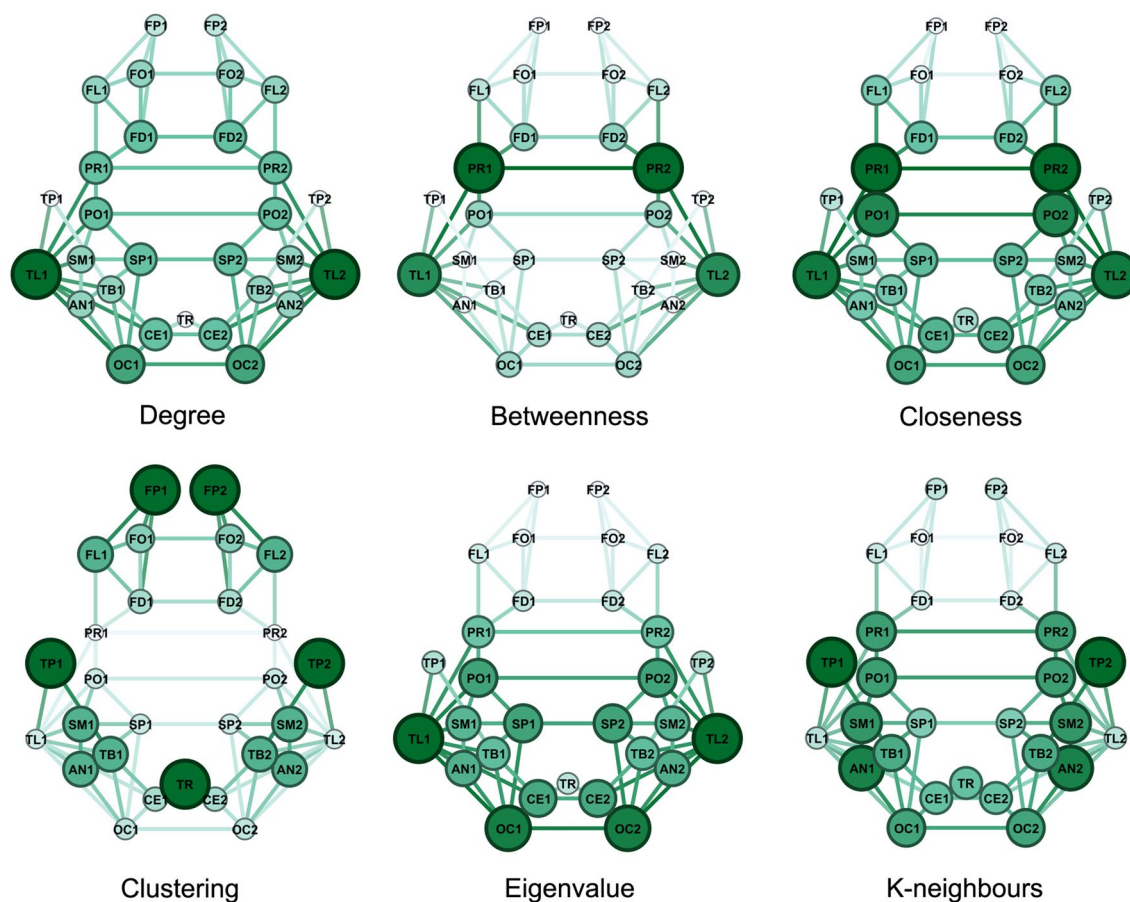 FP1 FP2
FO1 FO2
FL1 FL2
FD1 FD2
PR1 PR2
TP1 TP2
PO1 PO2
SM1 SP1 SP2 SM2
TL1 TL2
TB1 TB2
AN1 AN2
TR
CE1 CE2
OC1 OC2
Degree
FP1 FP2
FO1 FO2
FL1 FL2
FD1 FD2
PR1 PR2
TP1 TP2
PO1 PO2
SM1 SP1 SP2 SM2
TL1 TL2
TB1 TB2
AN1 AN2
TR
CE1 CE2
OC1 OC2
Betweenness
FP1 FP2
FO1 FO2
FL1 FL2
FD1 FD2
PR1 PR2
TP1 TP2
PO1 PO2
SM1 SP1 SP2 SM2
TL1 TL2
TB1 TB2
AN1 AN2
TR
CE1 CE2
OC1 OC2
Closeness
FP1 FP2
FO1 FO2
FL1 FL2
FD1 FD2
PR1 PR2
TP1 TP2
PO1 PO2
SM1 SP1 SP2 SM2
TL1 TL2
TB1 TB2
AN1 AN2
TR
CE1 CE2
OC1 OC2
Clustering
FP1 FP2
FO1 FO2
FL1 FL2
FD1 FD2
PR1 PR2
TP1 TP2
PO1 PO2
SM1 SP1 SP2 SM2
TL1 TL2
TB1 TB2
AN1 AN2
TR
CE1 CE2
OC1 OC2
Eigenvalue
FP1 FP2
FO1 FO2
FL1 FL2
FD1 FD2
PR1 PR2
TP1 TP2
PO1 PO2
SM1 SP1 SP2 SM2
TL1 TL2
TB1 TB2
AN1 AN2
TR
CE1 CE2
OC1 OC2
K-neighbours